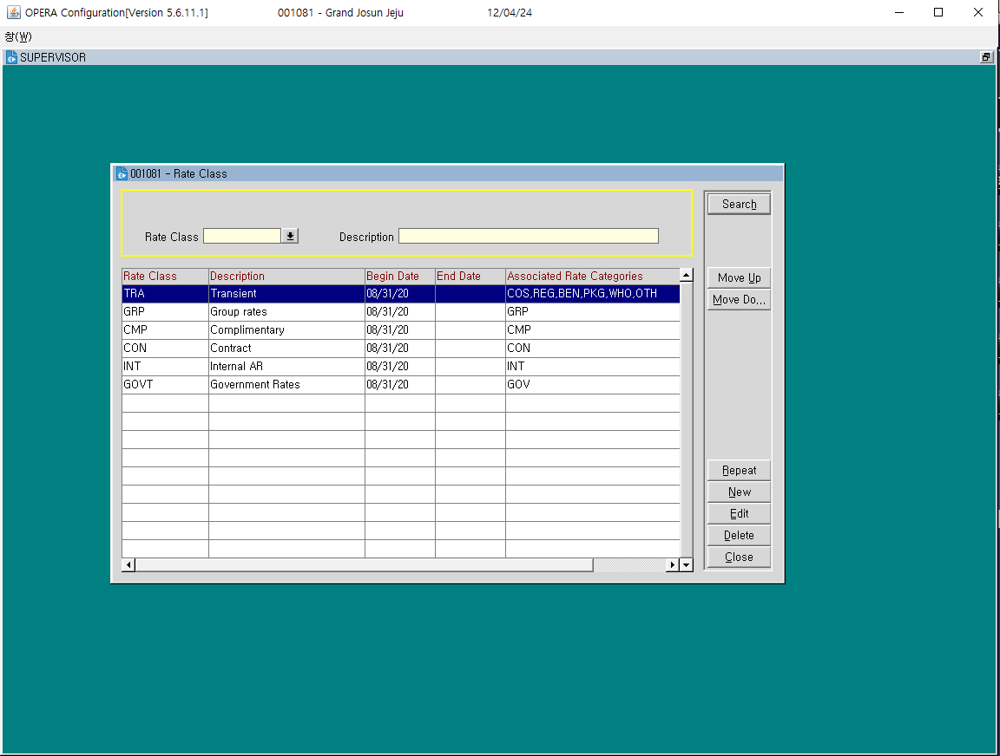 OPERA Configuration[Version 5.6.11.1] 001081 - Grand Josun Jeju 12/04/24
창(W)
SUPERVISOR
001081 - Rate Class
Search
Rate Class Description
Rate Class Description Begin Date End Date Associated Rate Categories
TRA Transient 08/31/20 COS,REG,BEN,PKG,WHO,OTH
GRP Group rates 08/31/20 GRP
CMP Complimentary 08/31/20 CMP
CON Contract 08/31/20 CON
INT Internal AR 08/31/20 INT
GOVT Government Rates 08/31/20 GOV
Move Up
Move Do...
Repeat
New
Edit
Delete
Close